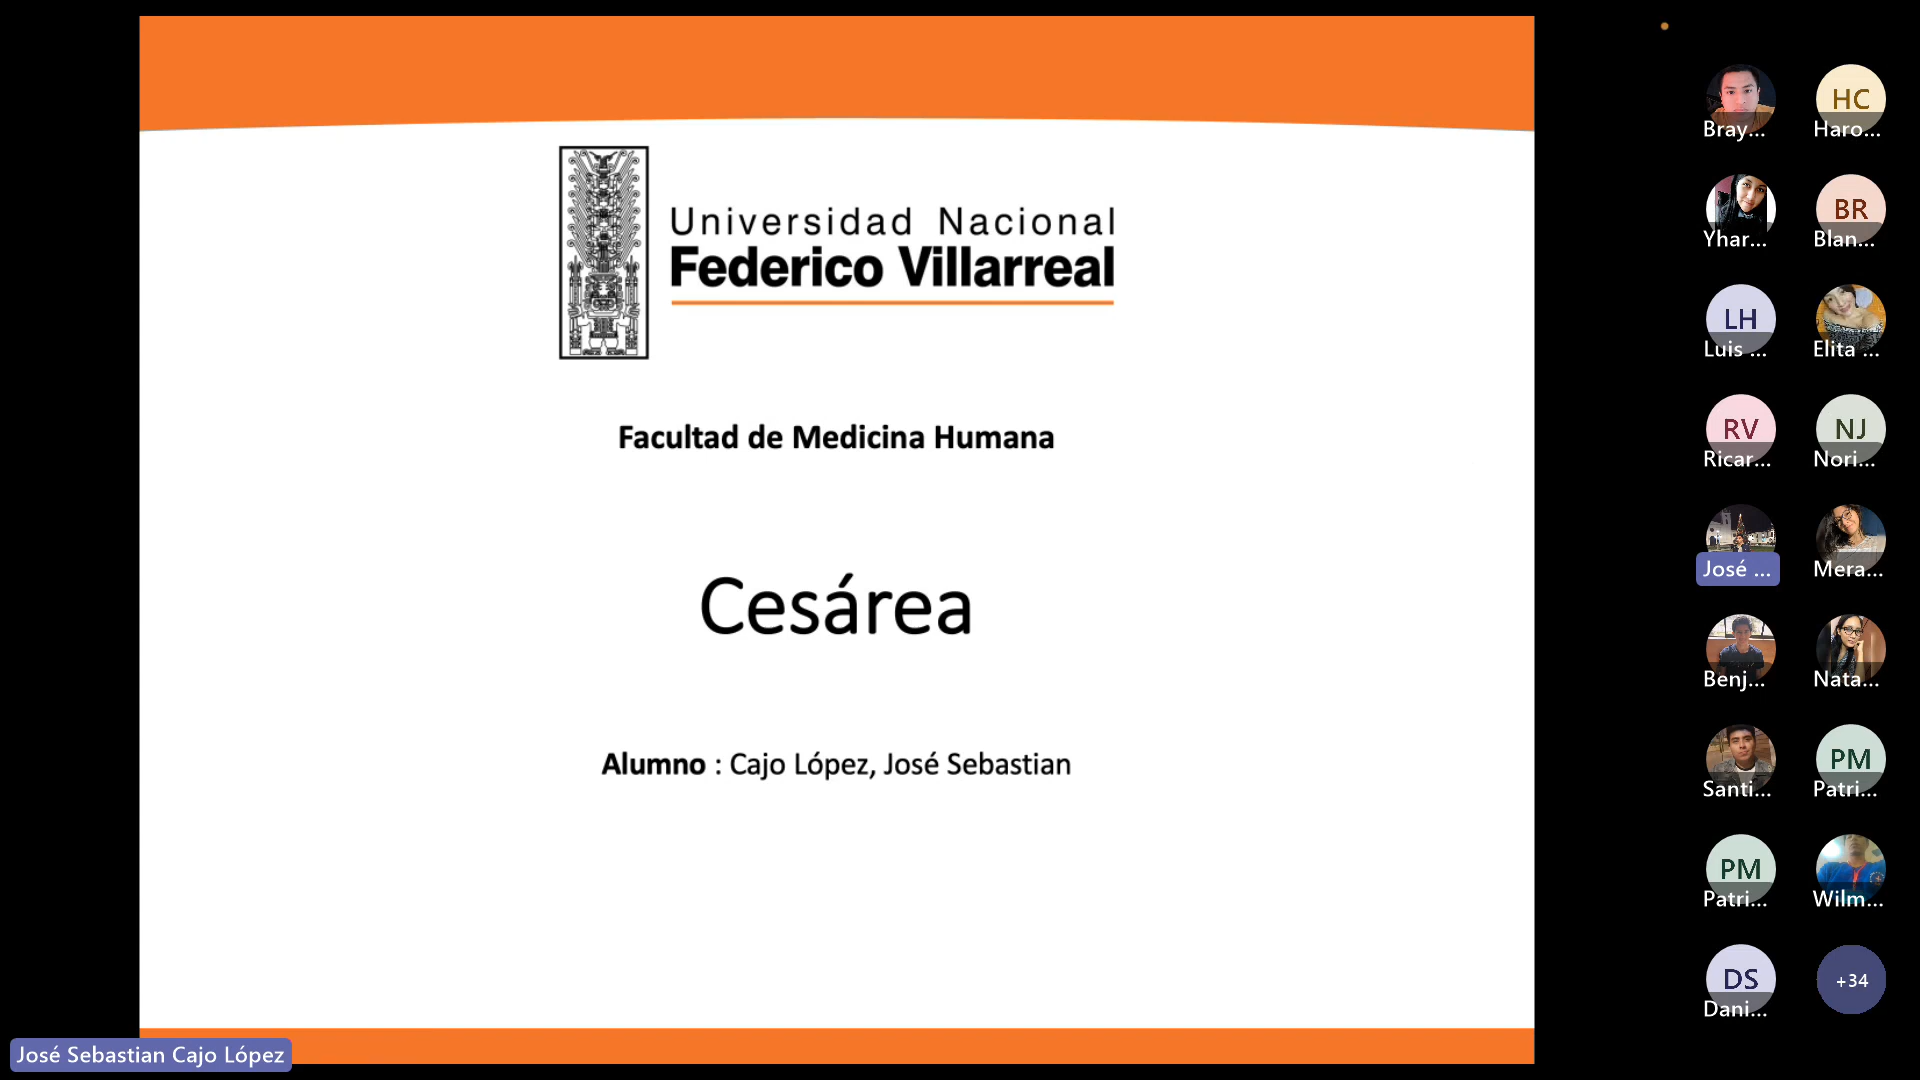 Universidad Nacional
Federico Villarreal
Facultad de Medicina Humana
Cesárea
Alumno : Cajo López, José Sebastian
José Sebastian Cajo López
HC
Bray...
Haro...
BR
Yhar...
Blan...
LH
Luis ...
Elita ...
RV
NJ
Ricar...
Nori...
José ...
Mera...
Benj...
Nata...
PM
Santi...
Patri...
PM
Patri...
Wilm...
DS
+34
Dani...